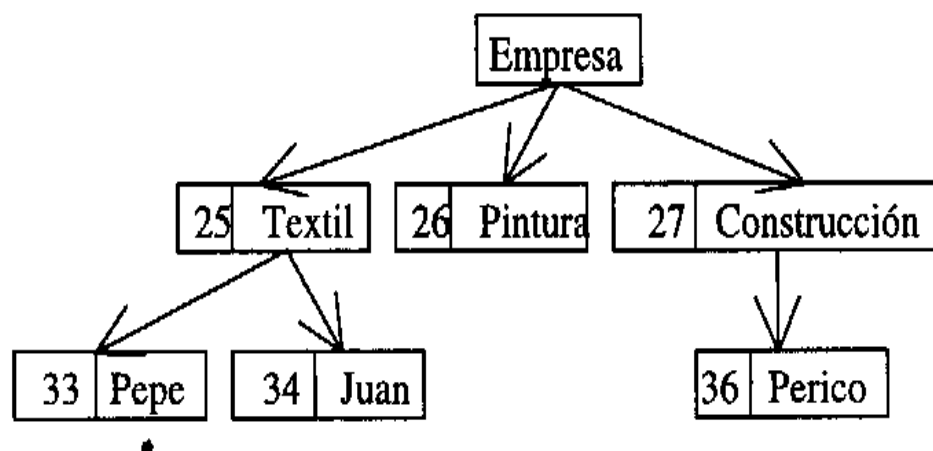 Empresa
25 Textil 26 Pintura 27 Construcción
33 Pepe 34 Juan 36 Perico